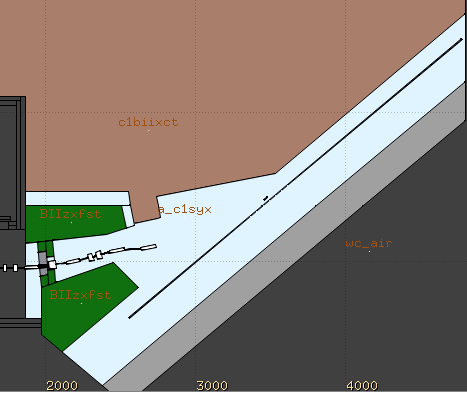 c1biixct
BIIzxfst
a_c1syx
wc_air
BIIzxfst
2000 3000 4000